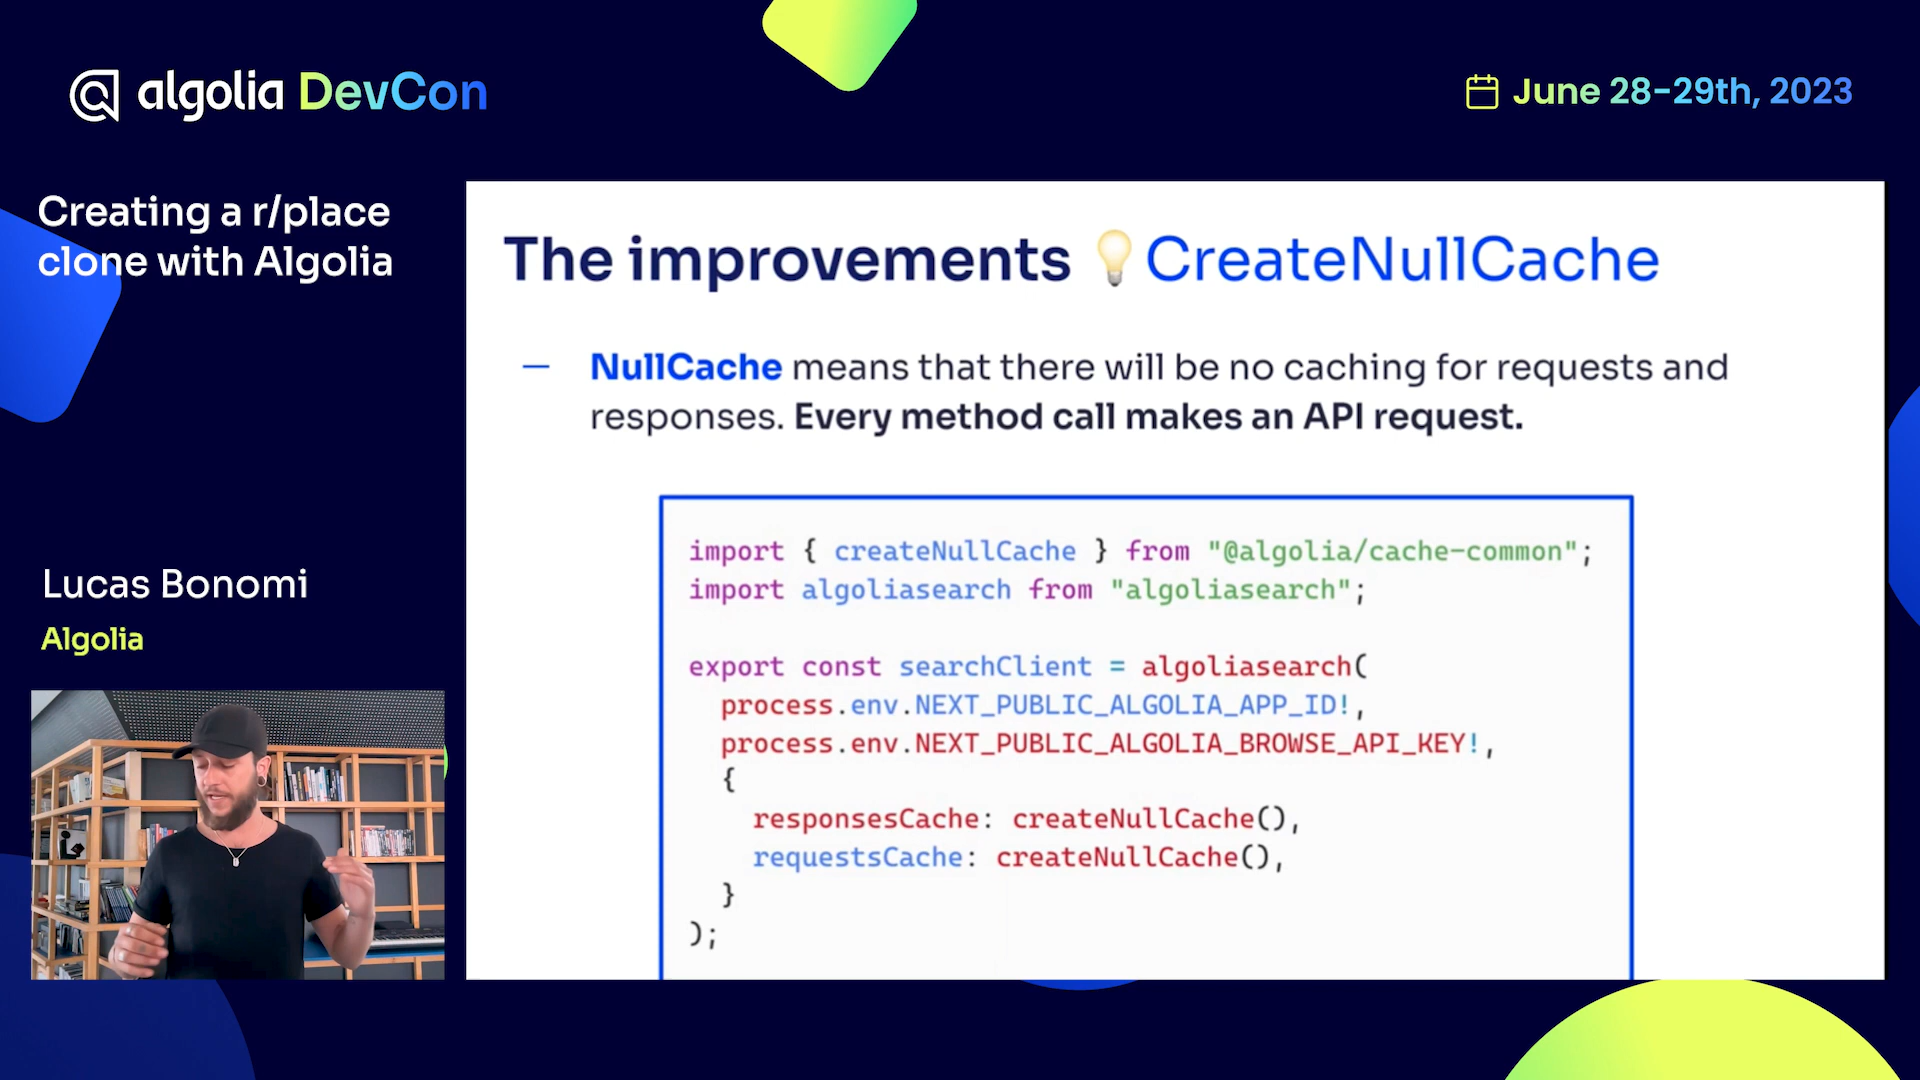 algolia DevCon
June 28-29th, 2023
Creating a r/place
clone with Algolia
Lucas Bonomi
Algolia
The improvements 💡CreateNullCache
— NullCache means that there will be no caching for requests and
responses. Every method call makes an API request.
import { createNullCache } from "@algolia/cache-common";
import algoliasearch from "algoliasearch";
export const searchClient = algoliasearch(
process.env.NEXT_PUBLIC_ALGOLIA_APP_ID!,
process.env.NEXT_PUBLIC_ALGOLIA_BROWSE_API_KEY!,
{
responsesCache: createNullCache(),
requestsCache: createNullCache(),
}
);